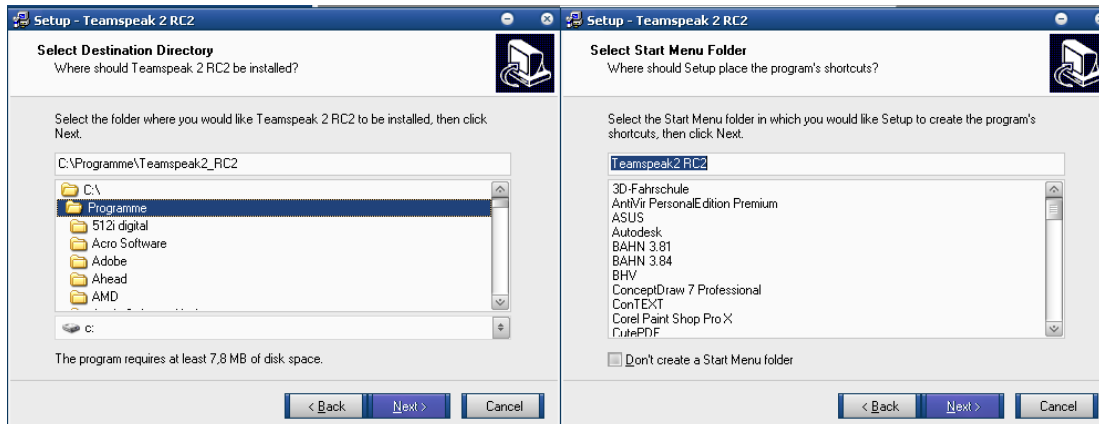 Setup - Teamspeak 2 RC2
Select Destination Directory
Where should Teamspeak 2 RC2 be installed?
Select the folder where you would like Teamspeak 2 RC2 to be installed, then click
Next.
C:\Programme\Teamspeak2_RC2
C:\
Programme
512i digital
Acro Software
Adobe
Ahead
AMD
c:
The program requires at least 7,8 MB of disk space.
< Back
Next >
Cancel
Setup - Teamspeak 2 RC2
Select Start Menu Folder
Where should Setup place the program's shortcuts?
Select the Start Menu folder in which you would like Setup to create the program's
shortcuts, then click Next.
Teamspeak2 RC2
3D-Fahrschule
AntiVir PersonalEdition Premium
ASUS
Autodesk
BAHN 3.81
BAHN 3.84
BHV
ConceptDraw 7 Professional
ConTEXT
Corel Paint Shop Pro X
CutePDF
Don't create a Start Menu folder
< Back
Next >
Cancel